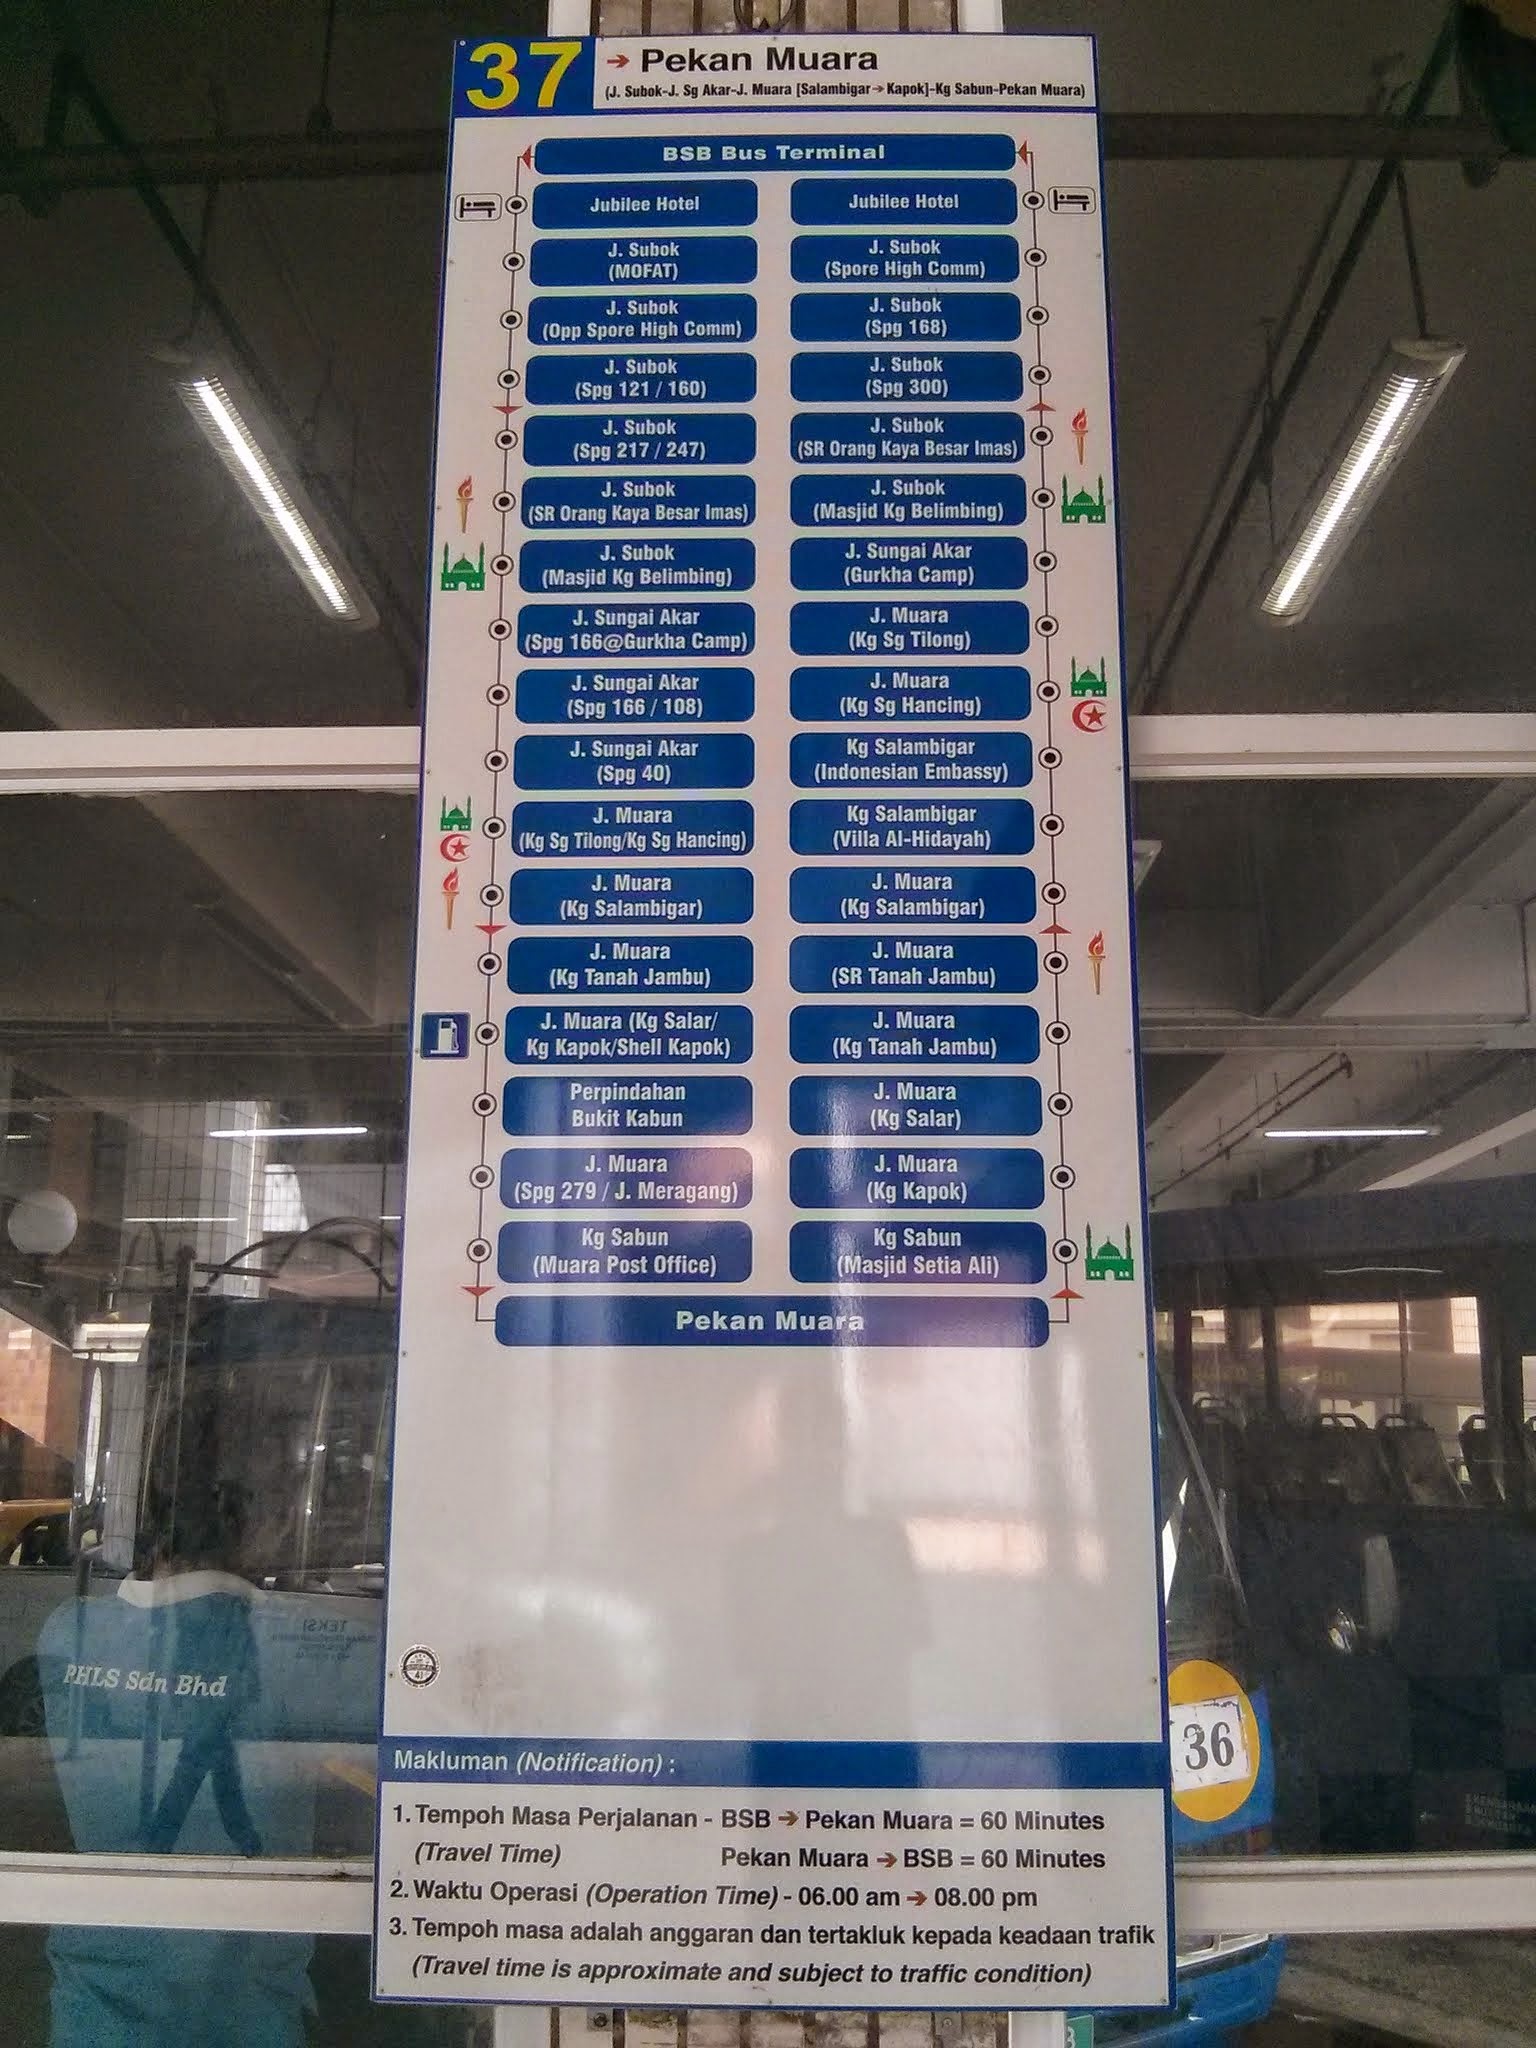 37
→ Pekan Muara
(J. Subok-J. Sg Akar-J. Muara [Salambigar→Kapok]-Kg Sabun-Pekan Muara)
BSB Bus Terminal
Jubilee Hotel
J. Subok
(MOFAT)
J. Subok
(Opp Spore High Comm)
J. Subok
(Spg 121 / 160)
J. Subok
(Spg 217 / 247)
J. Subok
(SR Orang Kaya Besar Imas)
J. Subok
(Masjid Kg Belimbing)
J. Sungai Akar
(Spg 166@Gurkha Camp)
J. Sungai Akar
(Spg 166 / 108)
J. Sungai Akar
(Spg 40)
J. Muara
(Kg Sg Tilong/Kg Sg Hancing)
J. Muara
(Kg Salambigar)
J. Muara
(Kg Tanah Jambu)
J. Muara (Kg Salar/
Kg Kapok/Shell Kapok)
Perpindahan
Bukit Kabun
J. Muara
(Spg 279 / J. Meragang)
Kg Sabun
(Muara Post Office)
Jubilee Hotel
J. Subok
(Spore High Comm)
J. Subok
(Spg 168)
J. Subok
(Spg 300)
J. Subok
(SR Orang Kaya Besar Imas)
J. Subok
(Masjid Kg Belimbing)
J. Sungai Akar
(Gurkha Camp)
J. Muara
(Kg Sg Tilong)
J. Muara
(Kg Sg Hancing)
Kg Salambigar
(Indonesian Embassy)
Kg Salambigar
(Villa Al-Hidayah)
J. Muara
(Kg Salambigar)
J. Muara
(SR Tanah Jambu)
J. Muara
(Kg Tanah Jambu)
J. Muara
(Kg Salar)
J. Muara
(Kg Kapok)
Kg Sabun
(Masjid Setia Ali)
Pekan Muara
TEKSI
PHLS Sdn Bhd
36
Makluman (Notification) :
1. Tempoh Masa Perjalanan - BSB → Pekan Muara = 60 Minutes
(Travel Time) Pekan Muara → BSB = 60 Minutes
2. Waktu Operasi (Operation Time) - 06.00 am → 08.00 pm
3. Tempoh masa adalah anggaran dan tertakluk kepada keadaan trafik
(Travel time is approximate and subject to traffic condition)